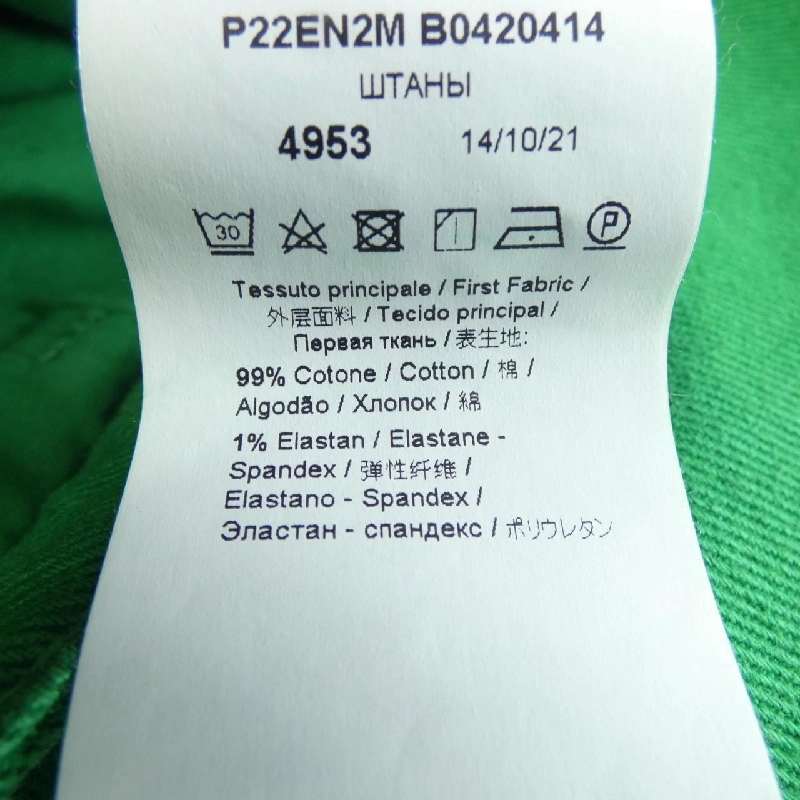 P22EN2M B0420414
ШТАНЫ
4953 14/10/21
30 P
Tessuto principale / First Fabric /
外层面料 / Tecido principal /
Первая ткань / 表生地:
99% Cotone / Cotton / 棉 /
Algodão / Хлопок / 綿
1% Elastan / Elastane -
Spandex / 弹性纤维 /
Elastano - Spandex /
Эластан - спандекс / ポリウレタン